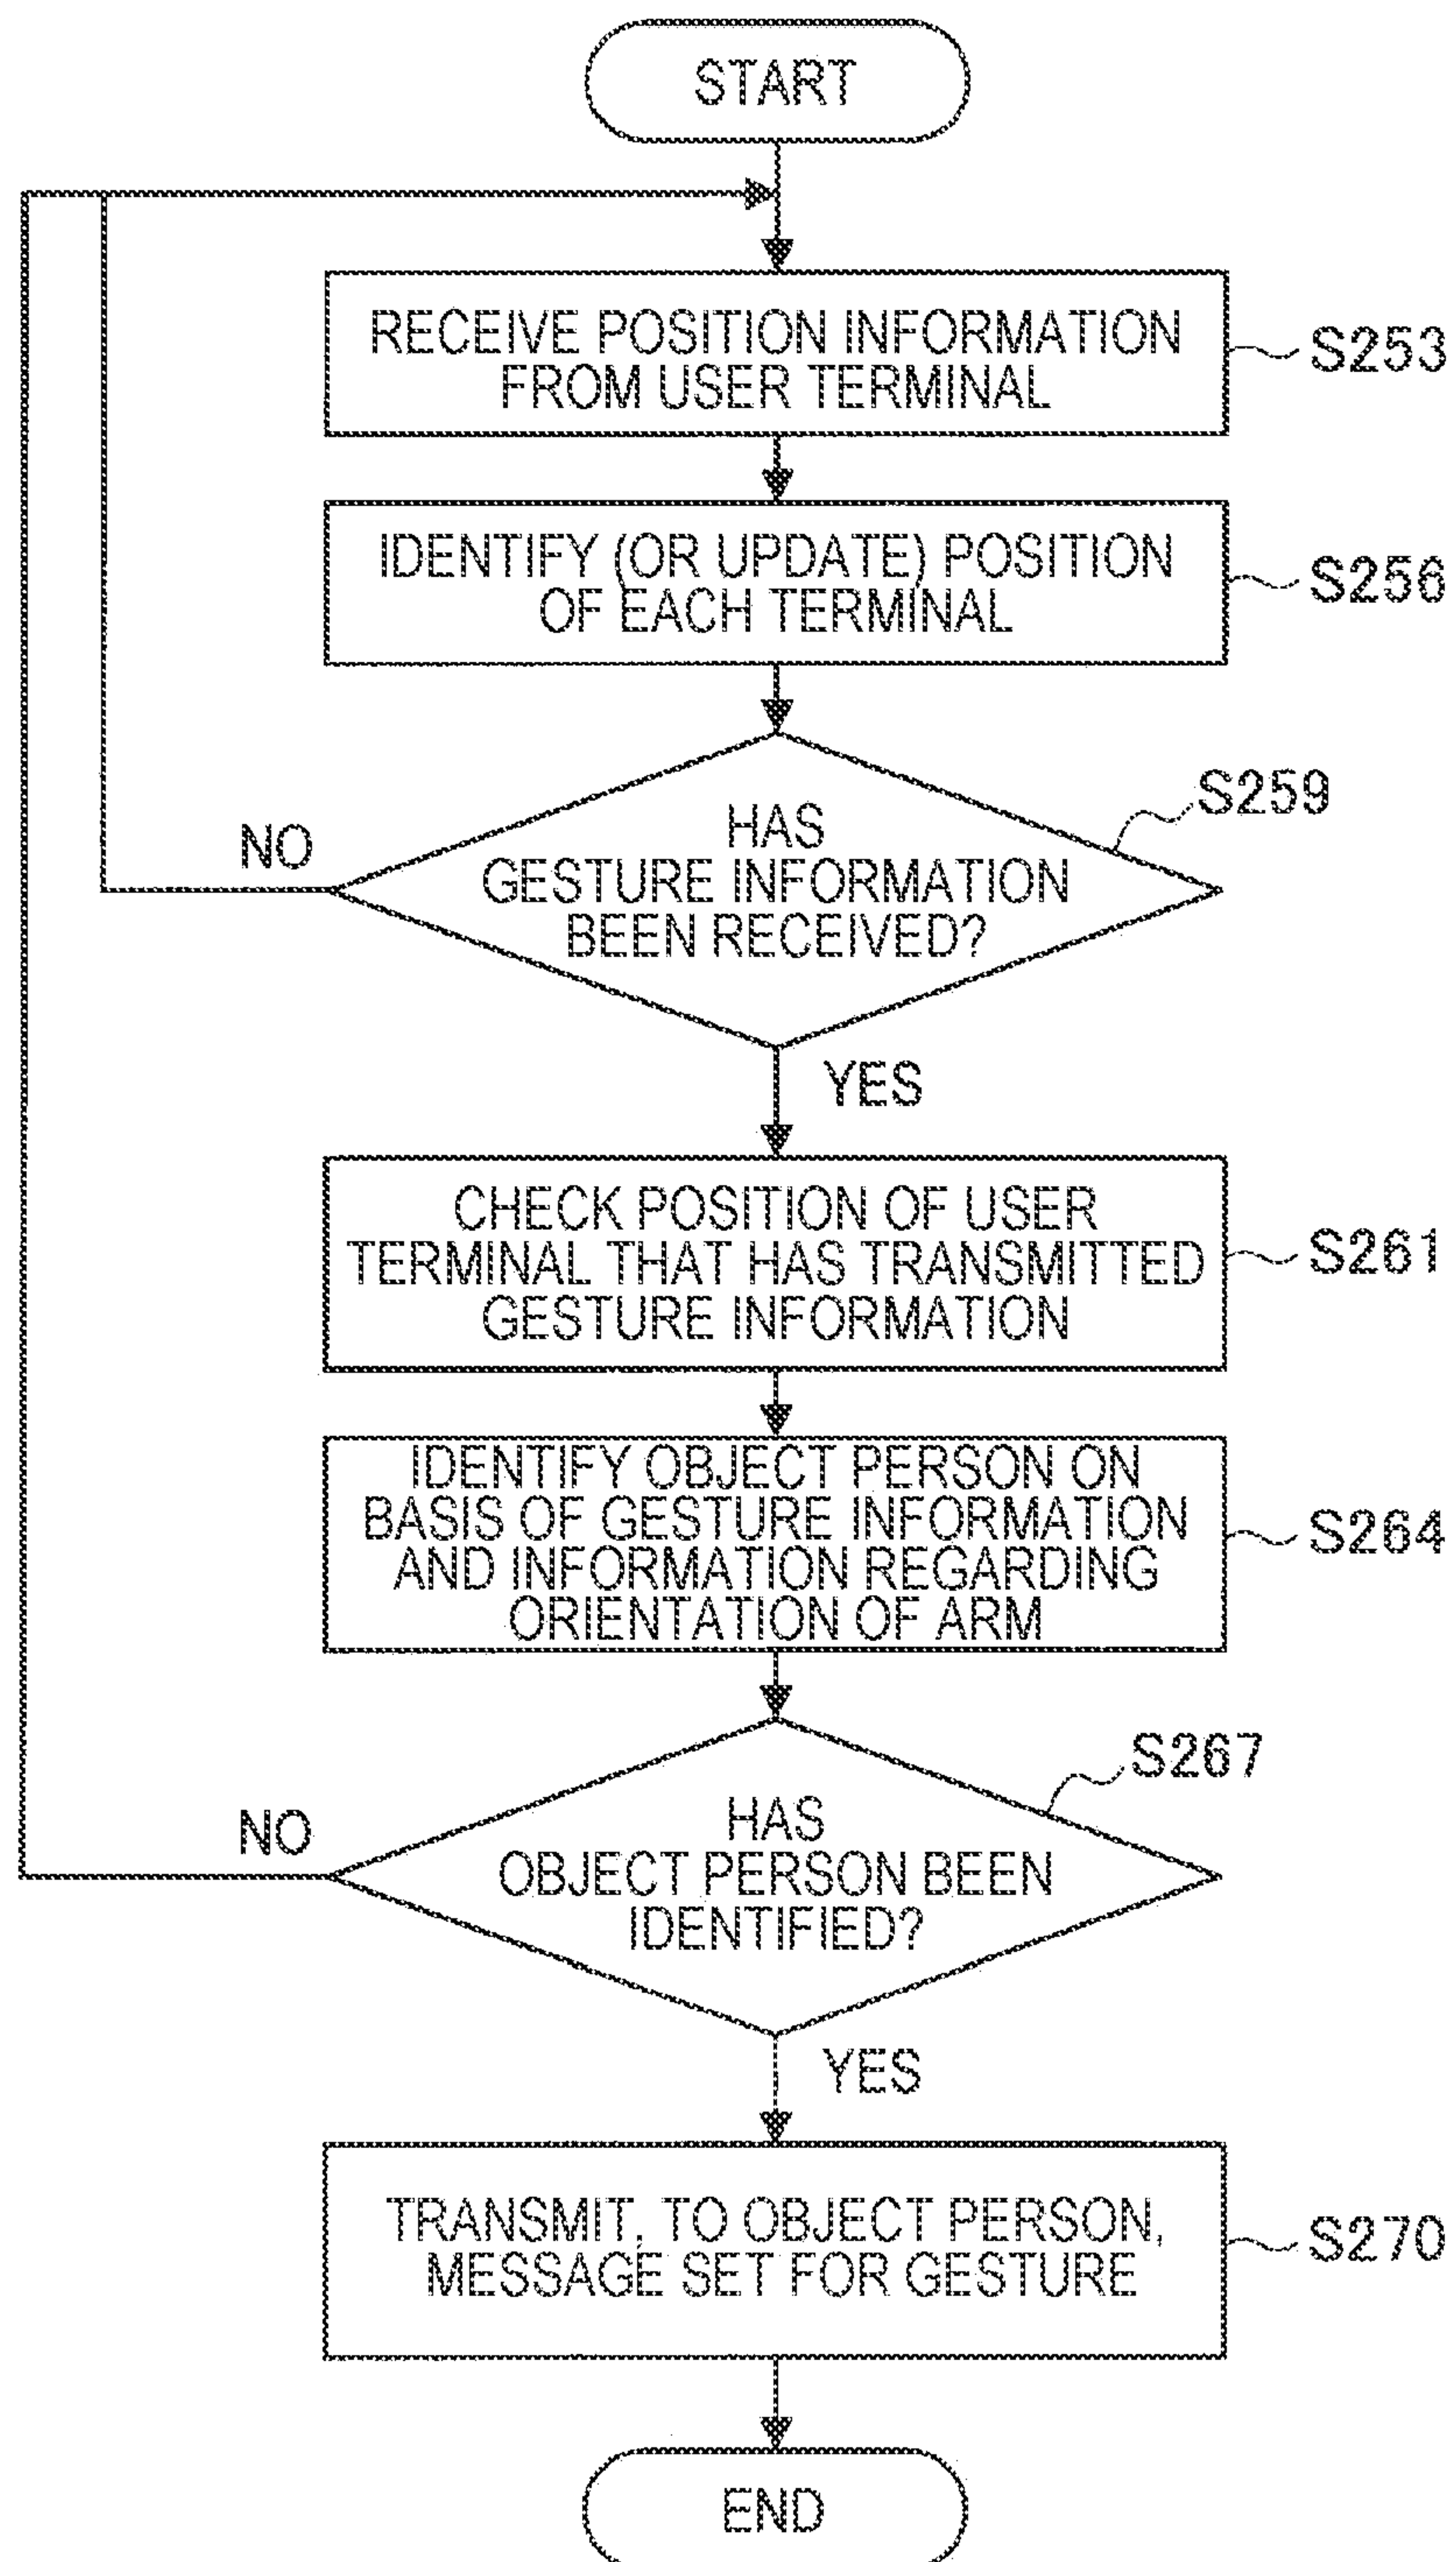 START
RECEIVE POSITION INFORMATION
FROM USER TERMINAL
S253
IDENTIFY (OR UPDATE) POSITION
OF EACH TERMINAL
S256
S259
HAS
GESTURE INFORMATION
BEEN RECEIVED?
NO
YES
CHECK POSITION OF USER
TERMINAL THAT HAS TRANSMITTED
GESTURE INFORMATION
S261
IDENTIFY OBJECT PERSON ON
BASIS OF GESTURE INFORMATION
AND INFORMATION REGARDING
ORIENTATION OF ARM
S264
S267
HAS
OBJECT PERSON BEEN
IDENTIFIED?
NO
YES
TRANSMIT, TO OBJECT PERSON,
MESSAGE SET FOR GESTURE
S270
END